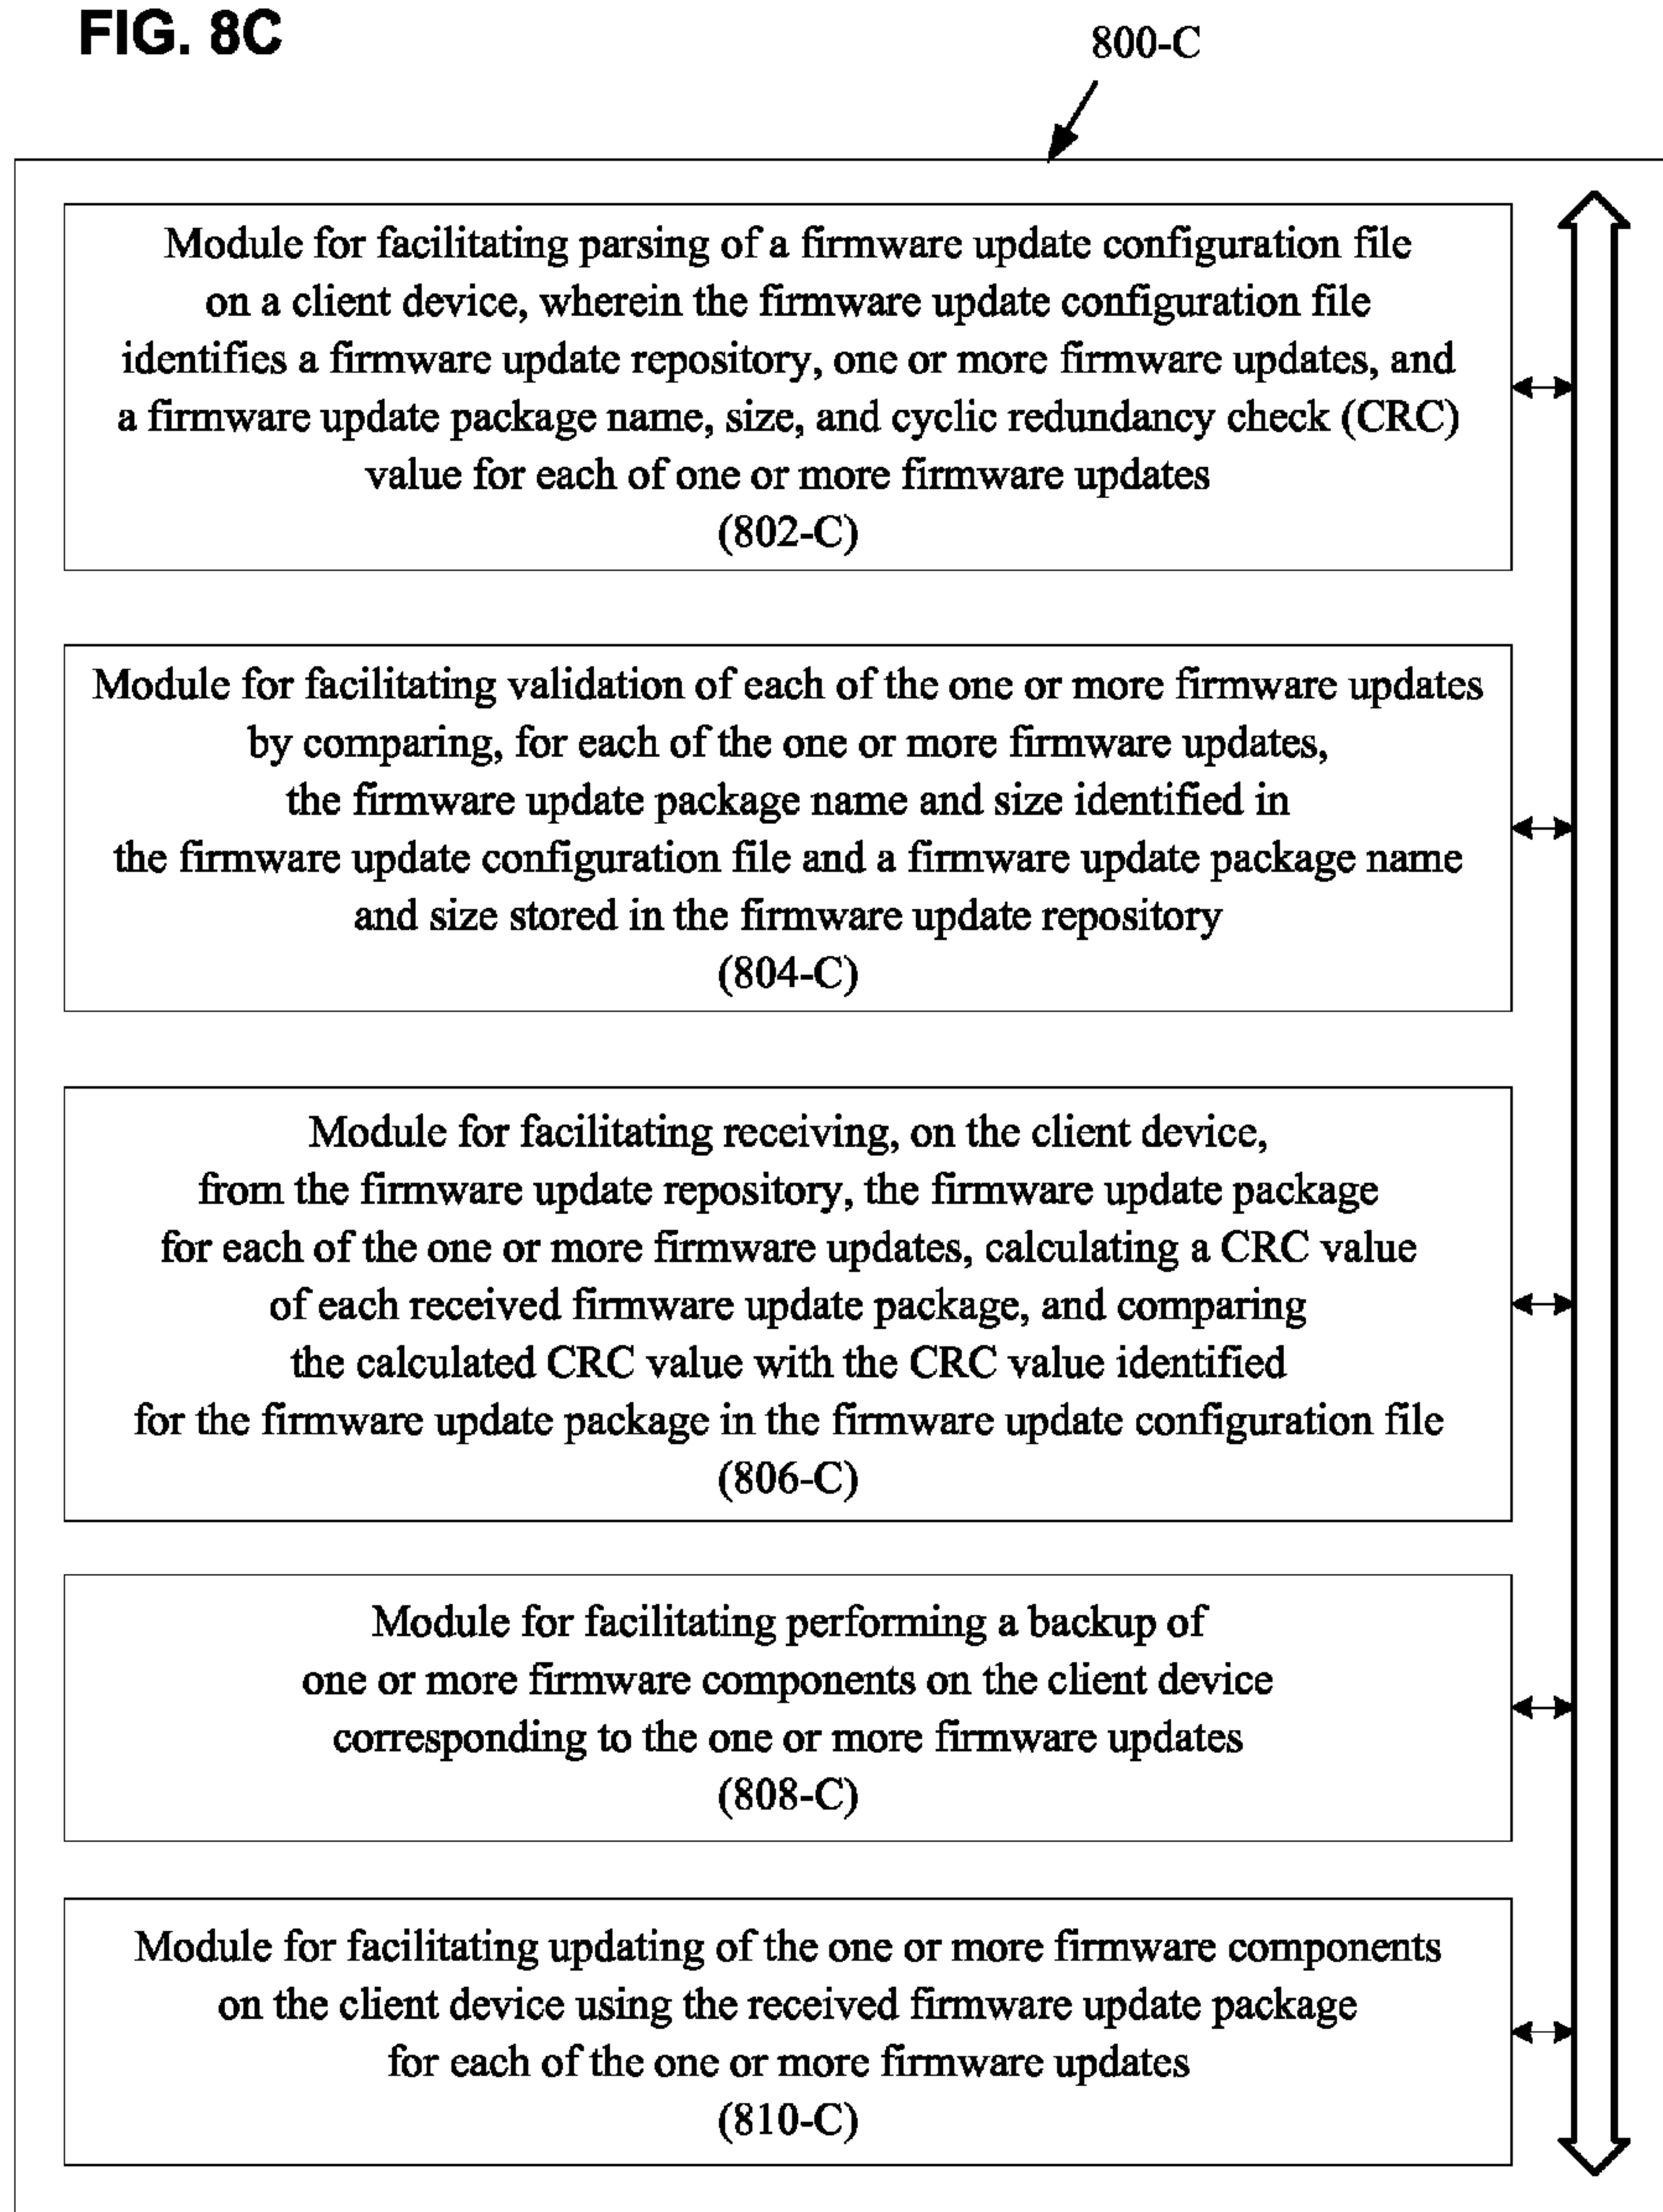 FIG. 8C
800-C
Module for facilitating parsing of a firmware update configuration file
on a client device, wherein the firmware update configuration file
identifies a firmware update repository, one or more firmware updates, and
a firmware update package name, size, and cyclic redundancy check (CRC)
value for each of one or more firmware updates
(802-C)
Module for facilitating validation of each of the one or more firmware updates
by comparing, for each of the one or more firmware updates,
the firmware update package name and size identified in
the firmware update configuration file and a firmware update package name
and size stored in the firmware update repository
(804-C)
Module for facilitating receiving, on the client device,
from the firmware update repository, the firmware update package
for each of the one or more firmware updates, calculating a CRC value
of each received firmware update package, and comparing
the calculated CRC value with the CRC value identified
for the firmware update package in the firmware update configuration file
(806-C)
Module for facilitating performing a backup of
one or more firmware components on the client device
corresponding to the one or more firmware updates
(808-C)
Module for facilitating updating of the one or more firmware components
on the client device using the received firmware update package
for each of the one or more firmware updates
(810-C)